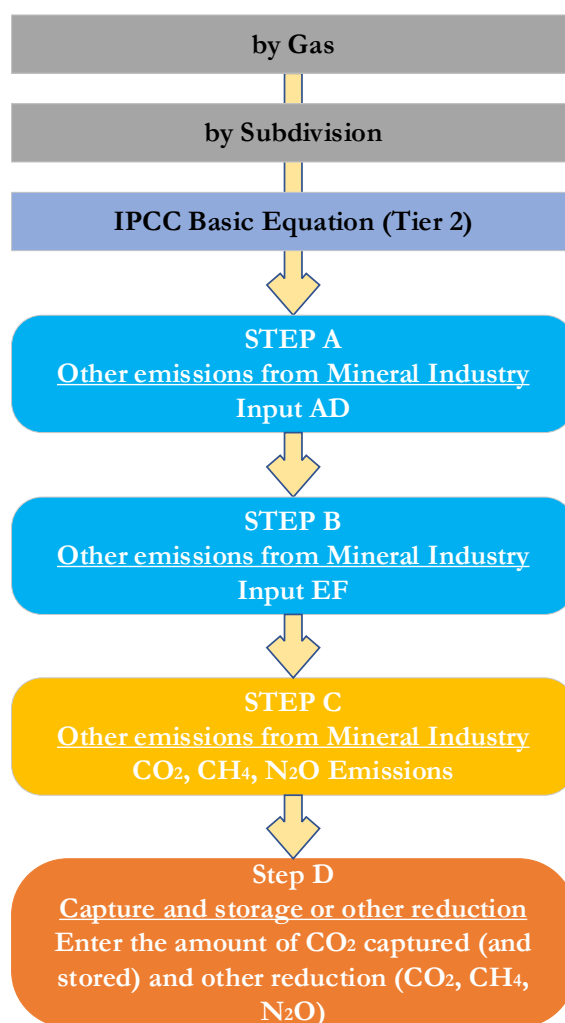 by Gas
by Subdivision
IPCC Basic Equation (Tier 2)
STEP A
Other emissions from Mineral Industry
Input AD
STEP B
Other emissions from Mineral Industry
Input EF
STEP C
Other emissions from Mineral Industry
CO₂, CH₄, N₂O Emissions
Step D
Capture and storage or other reduction
Enter the amount of CO₂ captured (and
stored) and other reduction (CO₂, CH₄,
N₂O)